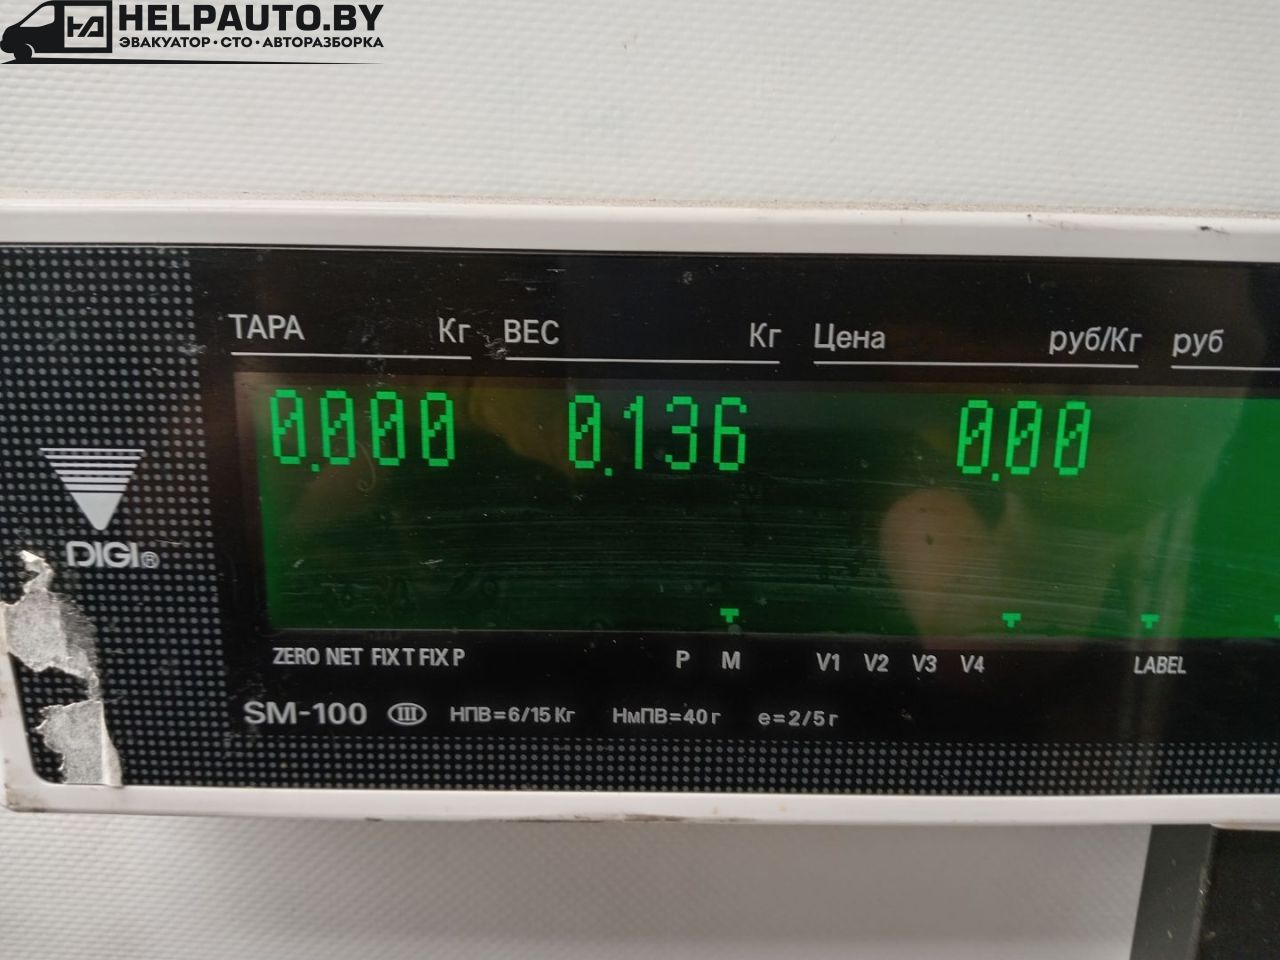 HELPAUTO.BY
ЭВАКУАТОР·СТО·АВТОРАЗБОРКА
ТАРА Кг ВЕС Кг Цена руб/Кг руб
0.000 0.136 0.00
DIGI®
ZERO NET FIX T FIX P P M V1 V2 V3 V4 LABEL
SM-100 III НПВ=6/15 Кг НмПВ=40 г e=2/5 г